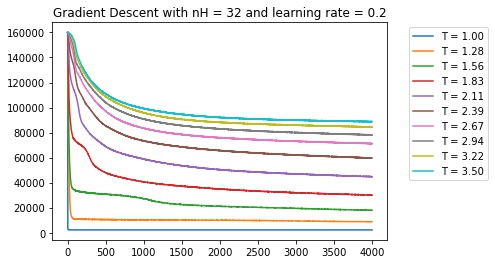 Gradient Descent with nH = 32 and learning rate = 0.2
160000
140000
120000
100000
80000
60000
40000
20000
0
0 500 1000 1500 2000 2500 3000 3500 4000
T = 1.00
T = 1.28
T = 1.56
T = 1.83
T = 2.11
T = 2.39
T = 2.67
T = 2.94
T = 3.22
T = 3.50